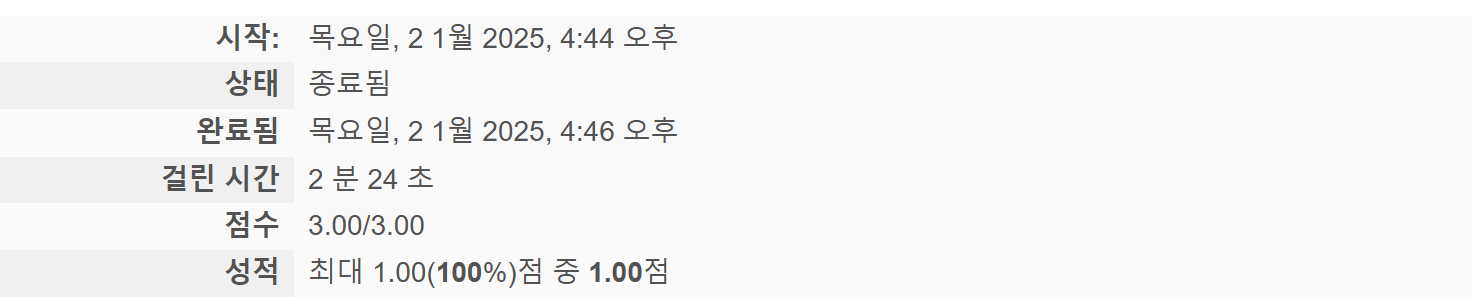 시작: 목요일, 2 1월 2025, 4:44 오후
상태 종료됨
완료됨 목요일, 2 1월 2025, 4:46 오후
걸린 시간 2 분 24 초
점수 3.00/3.00
성적 최대 1.00(100%)점 중 1.00점